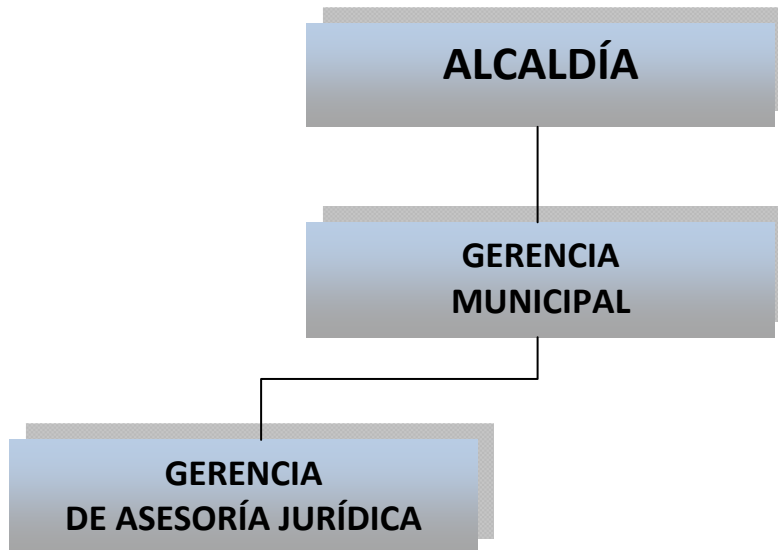 ALCALDÍA
GERENCIA
MUNICIPAL
GERENCIA
DE ASESORÍA JURÍDICA